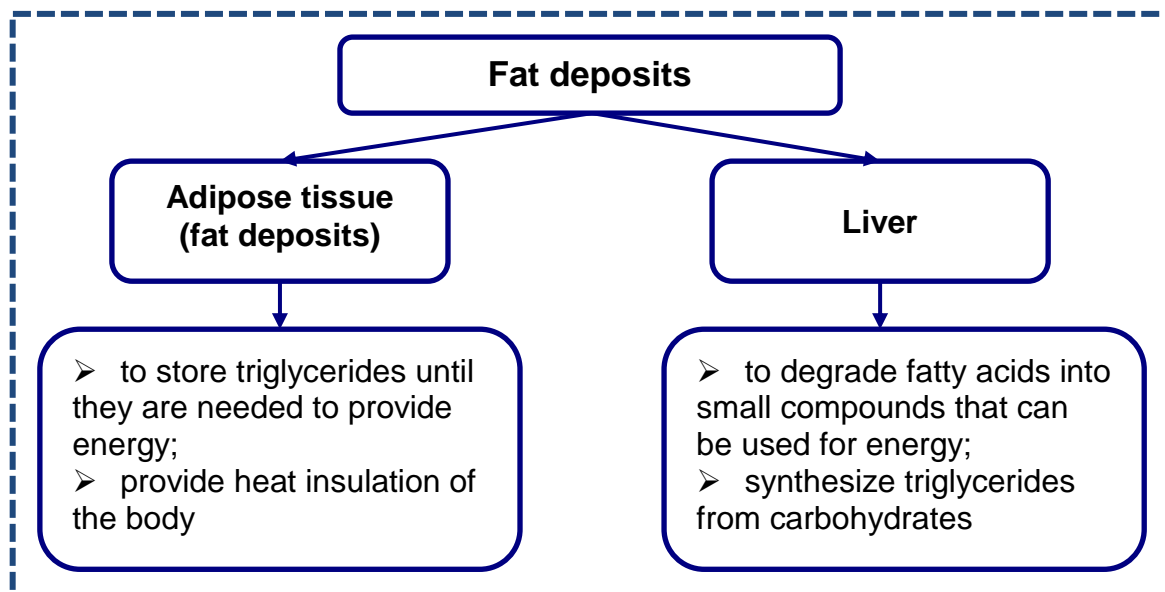 Fat deposits
Adipose tissue
(fat deposits)
Liver
➢ to store triglycerides until
they are needed to provide
energy;
➢ provide heat insulation of
the body
➢ to degrade fatty acids into
small compounds that can
be used for energy;
➢ synthesize triglycerides
from carbohydrates